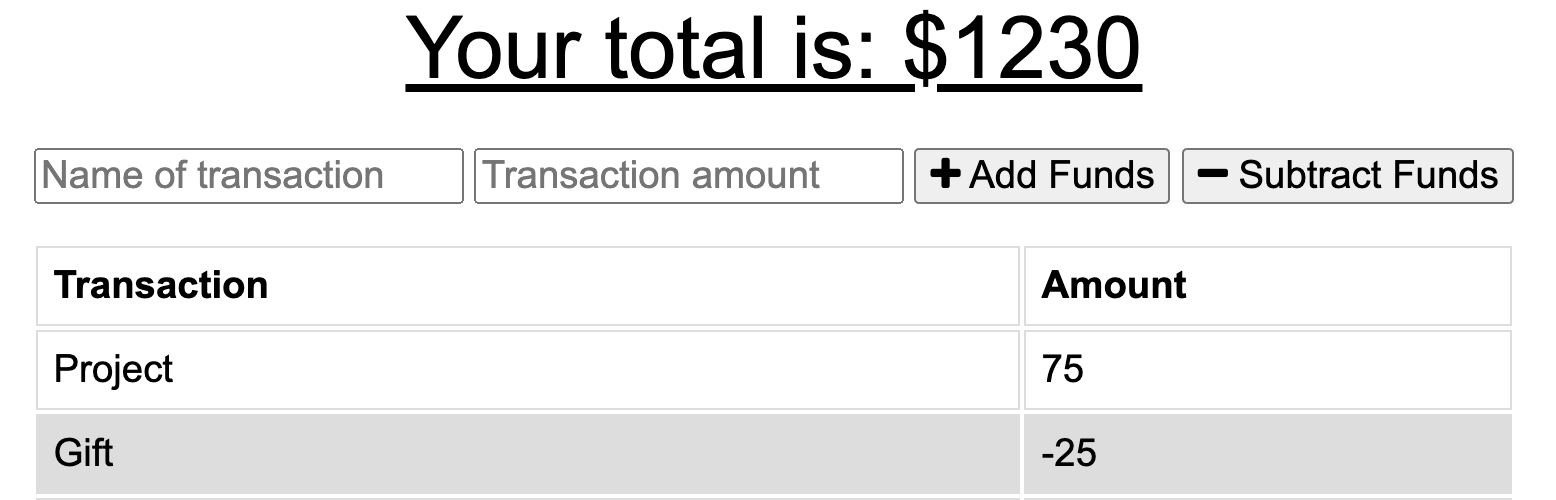 Your total is: $1230
Name of transaction Transaction amount Add Funds Subtract Funds
Transaction Amount
Project 75
Gift -25